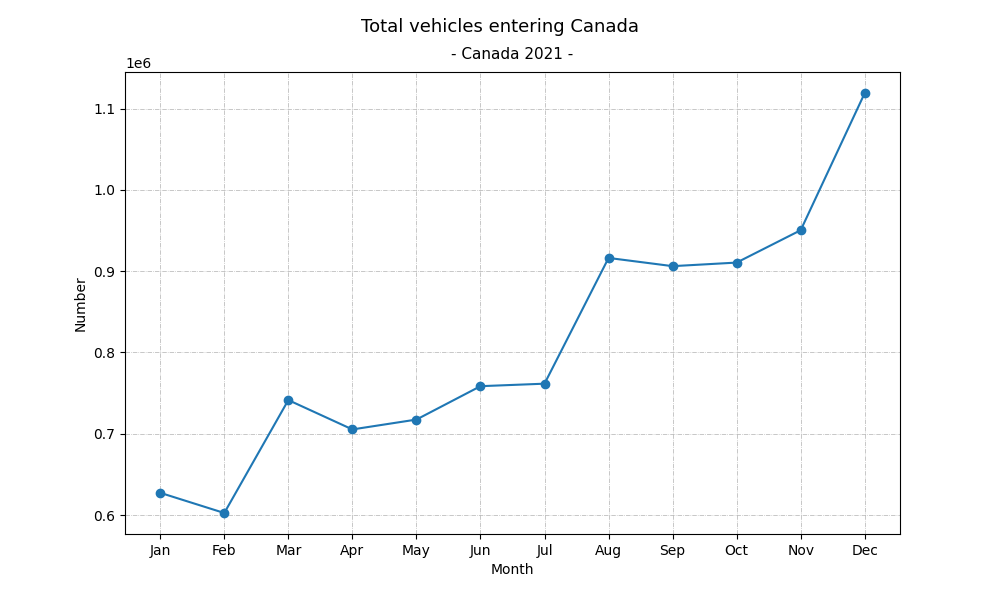 Total vehicles entering Canada
- Canada 2021 -
1e6
1.1
1.0
0.9
0.8
0.7
0.6
Number
Jan Feb Mar Apr May Jun Jul Aug Sep Oct Nov Dec
Month